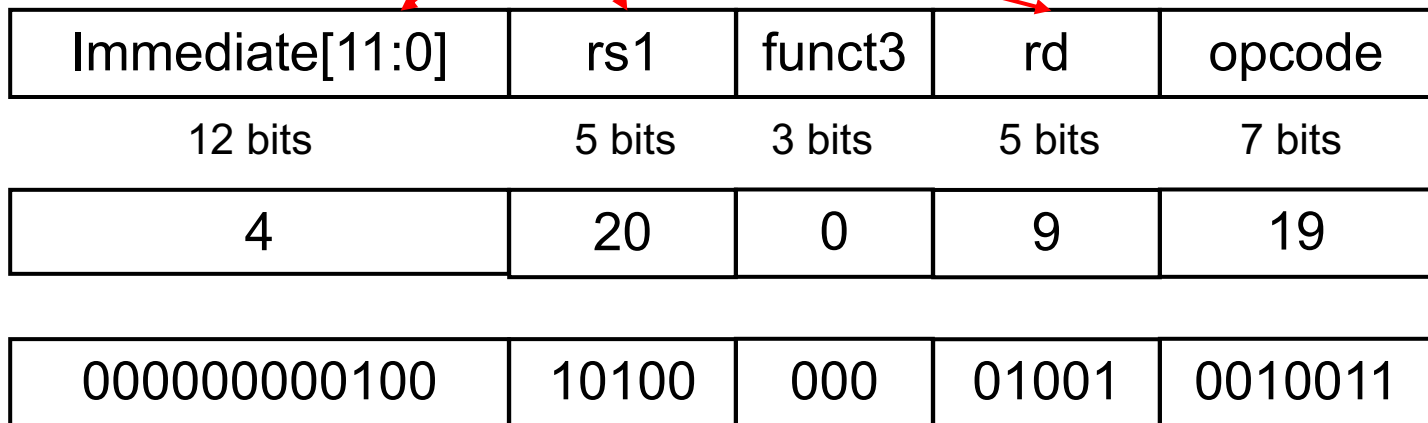 Immediate[11:0] rs1 funct3 rd opcode
12 bits 5 bits 3 bits 5 bits 7 bits
4 20 0 9 19
000000000100 10100 000 01001 0010011